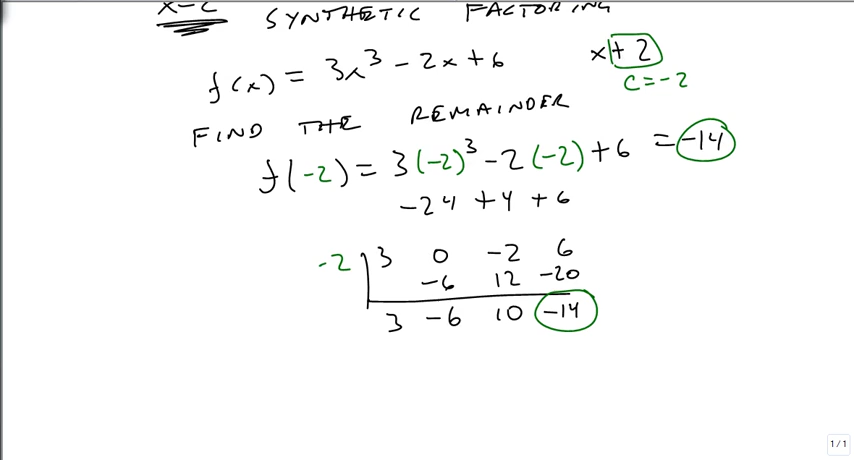 x-c SYNTHETIC FACTORING
f(x) = 3x³ - 2x + 6 x + 2
c = -2
FIND THE REMAINDER
f(-2) = 3(-2)³ - 2(-2) + 6 = -14
-24 + 4 + 6
-2 3 0 -2 6
-6 12 -20
3 -6 10 -14
1 / 1